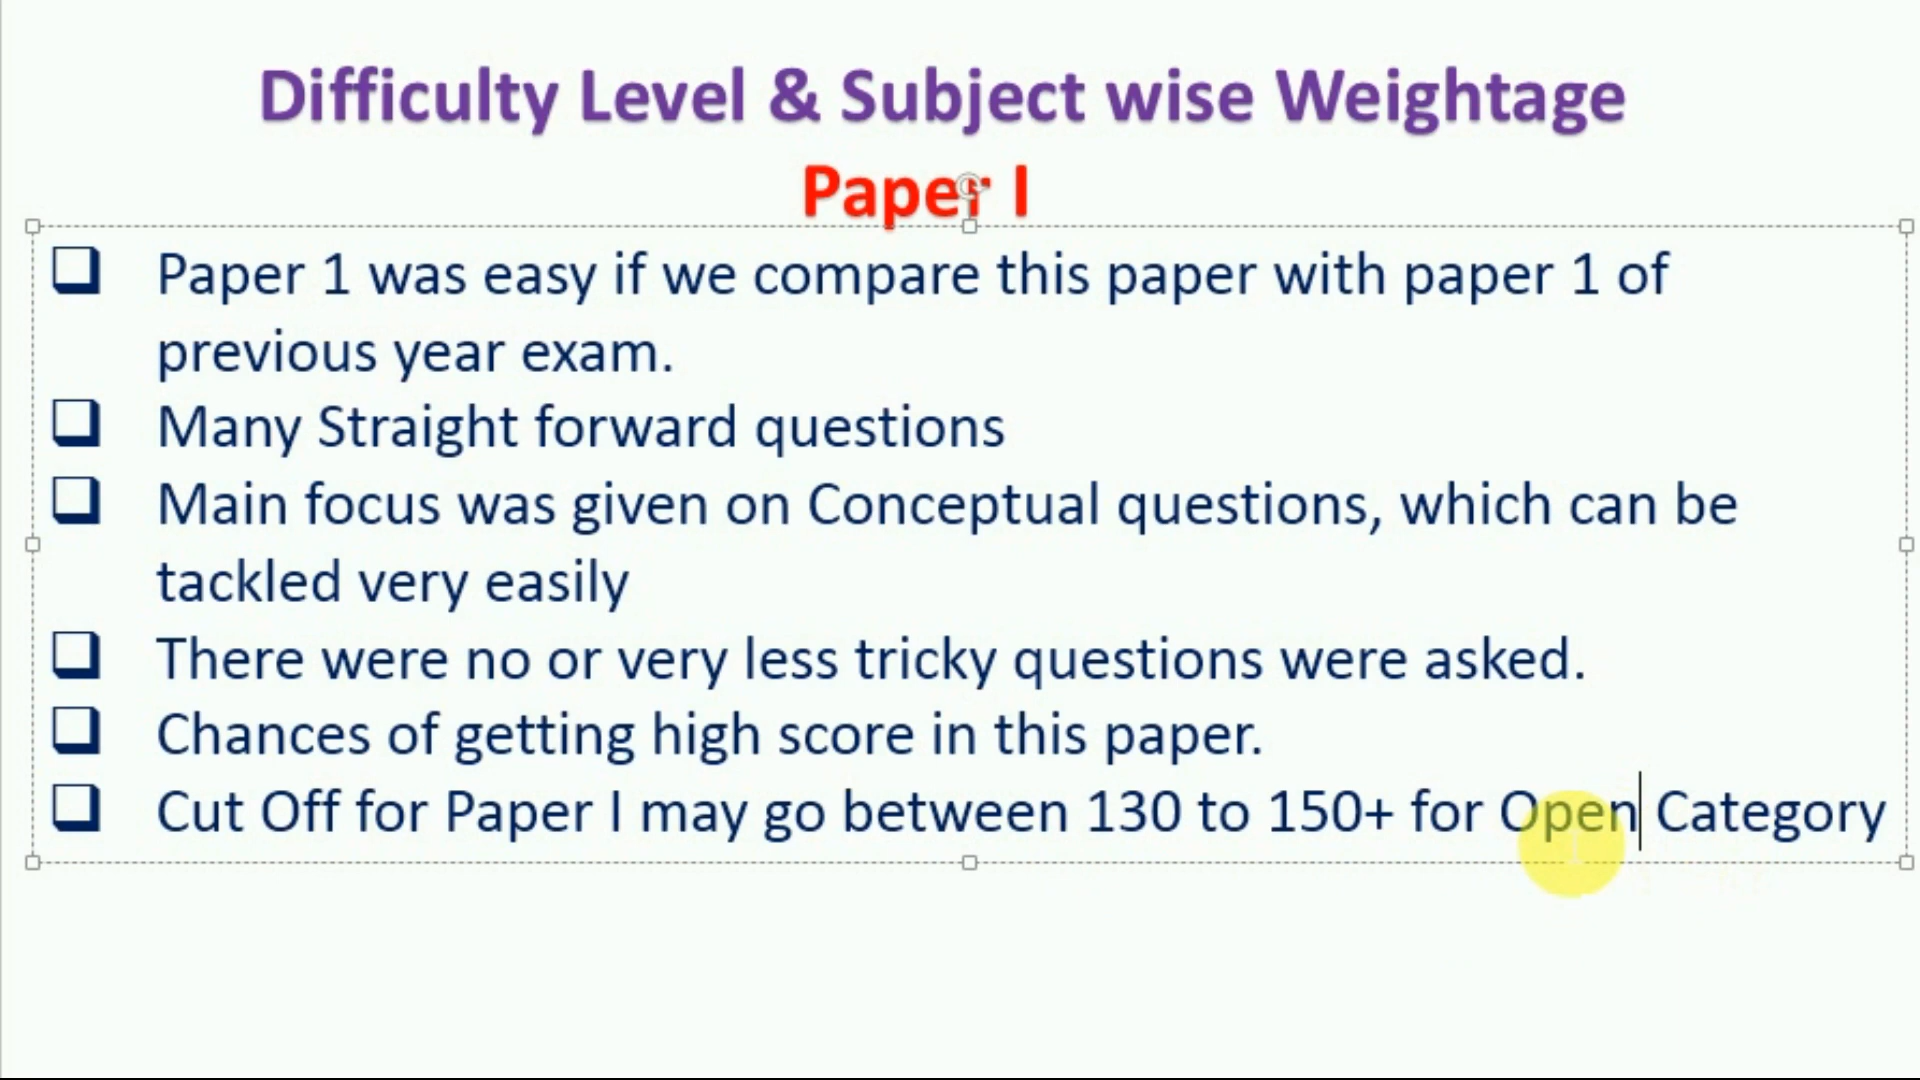 Difficulty Level & Subject wise Weightage
Paper I
Paper 1 was easy if we compare this paper with paper 1 of
previous year exam.
Many Straight forward questions
Main focus was given on Conceptual questions, which can be
tackled very easily
There were no or very less tricky questions were asked.
Chances of getting high score in this paper.
Cut Off for Paper I may go between 130 to 150+ for Open Category